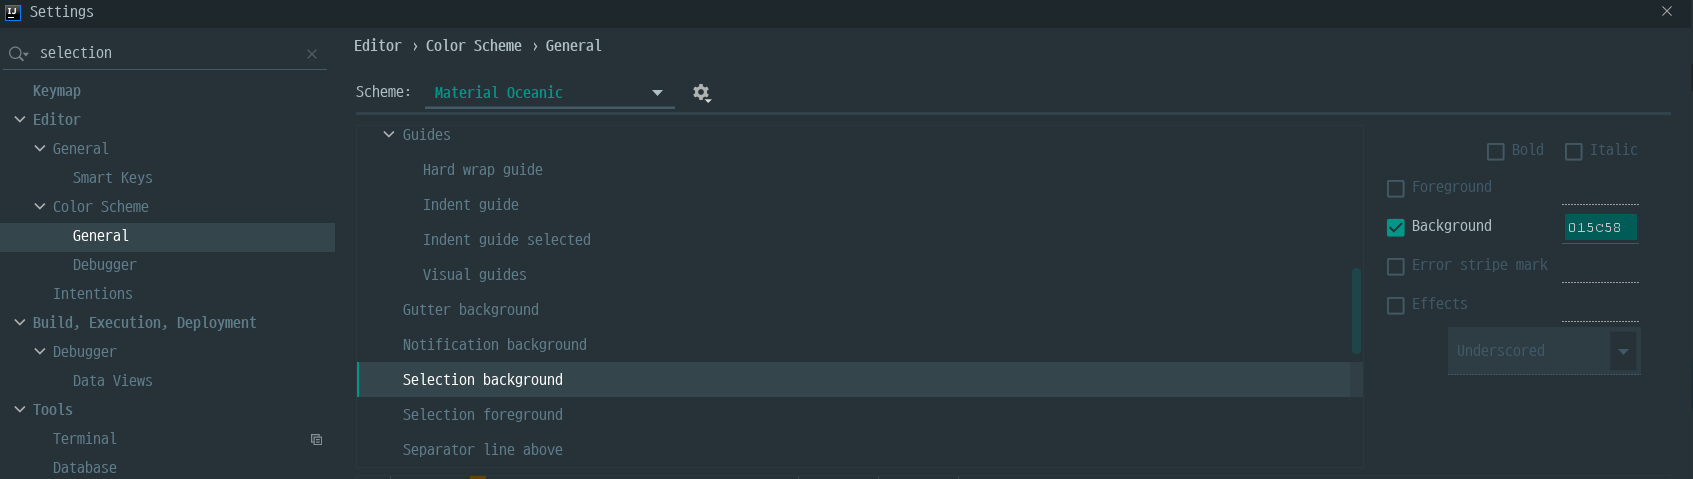 IJ Settings
selection
Keymap
Editor
General
Smart Keys
Color Scheme
General
Debugger
Intentions
Build, Execution, Deployment
Debugger
Data Views
Tools
Terminal
Database
Editor › Color Scheme › General
Scheme: Material Oceanic
Guides
Hard wrap guide
Indent guide
Indent guide selected
Visual guides
Gutter background
Notification background
Selection background
Selection foreground
Separator line above
Bold Italic
Foreground
Background 015C58
Error stripe mark
Effects
Underscored